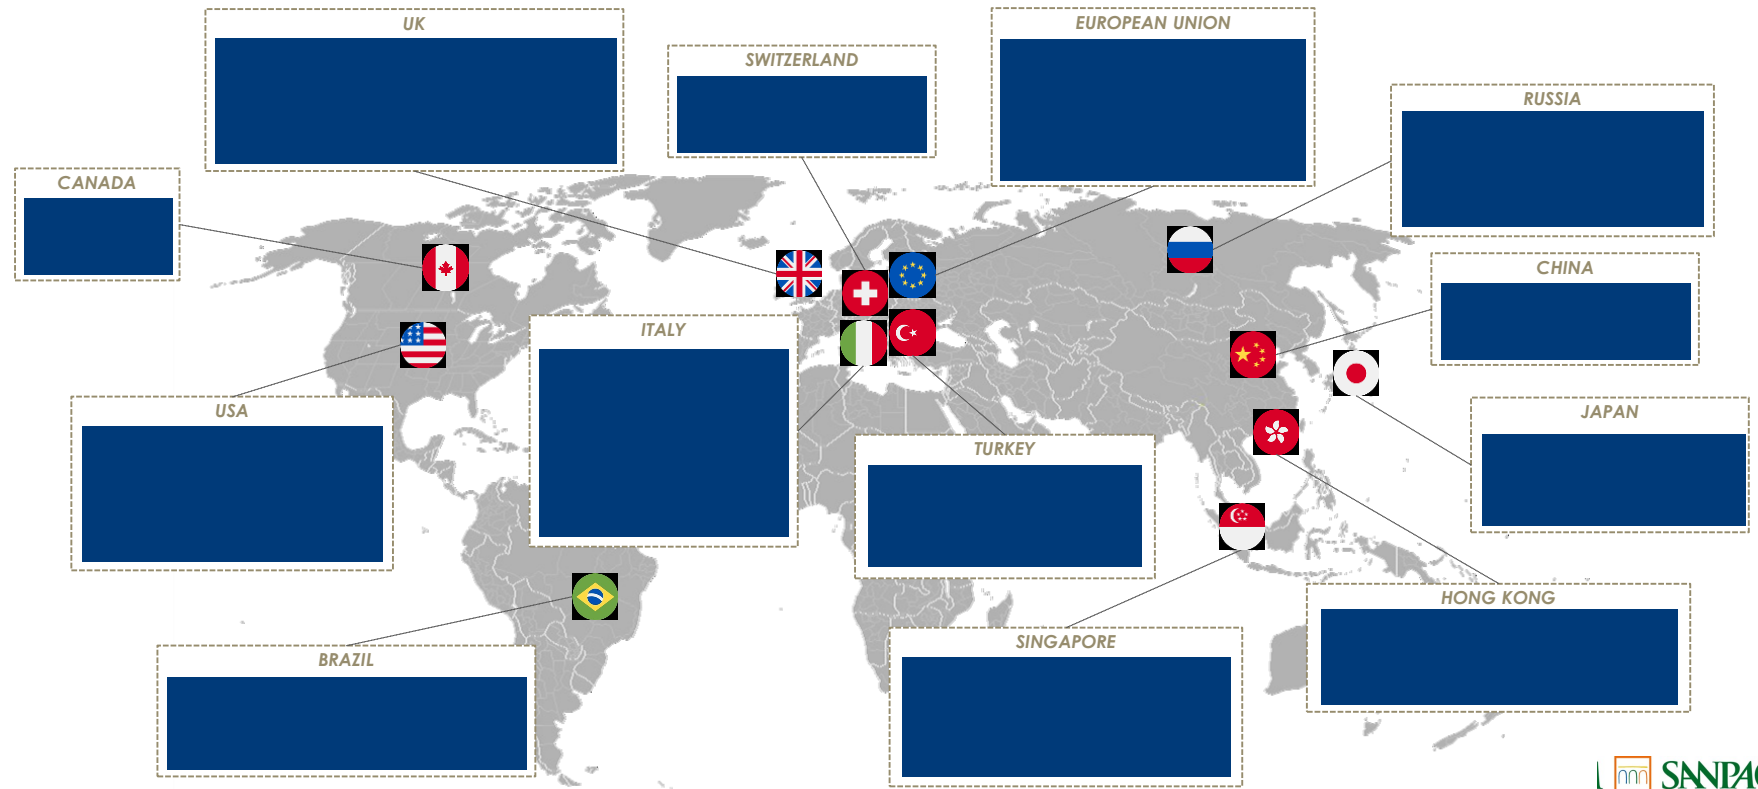 UK
EUROPEAN UNION
SWITZERLAND
RUSSIA
CANADA
CHINA
ITALY
USA
JAPAN
TURKEY
HONG KONG
SINGAPORE
BRAZIL